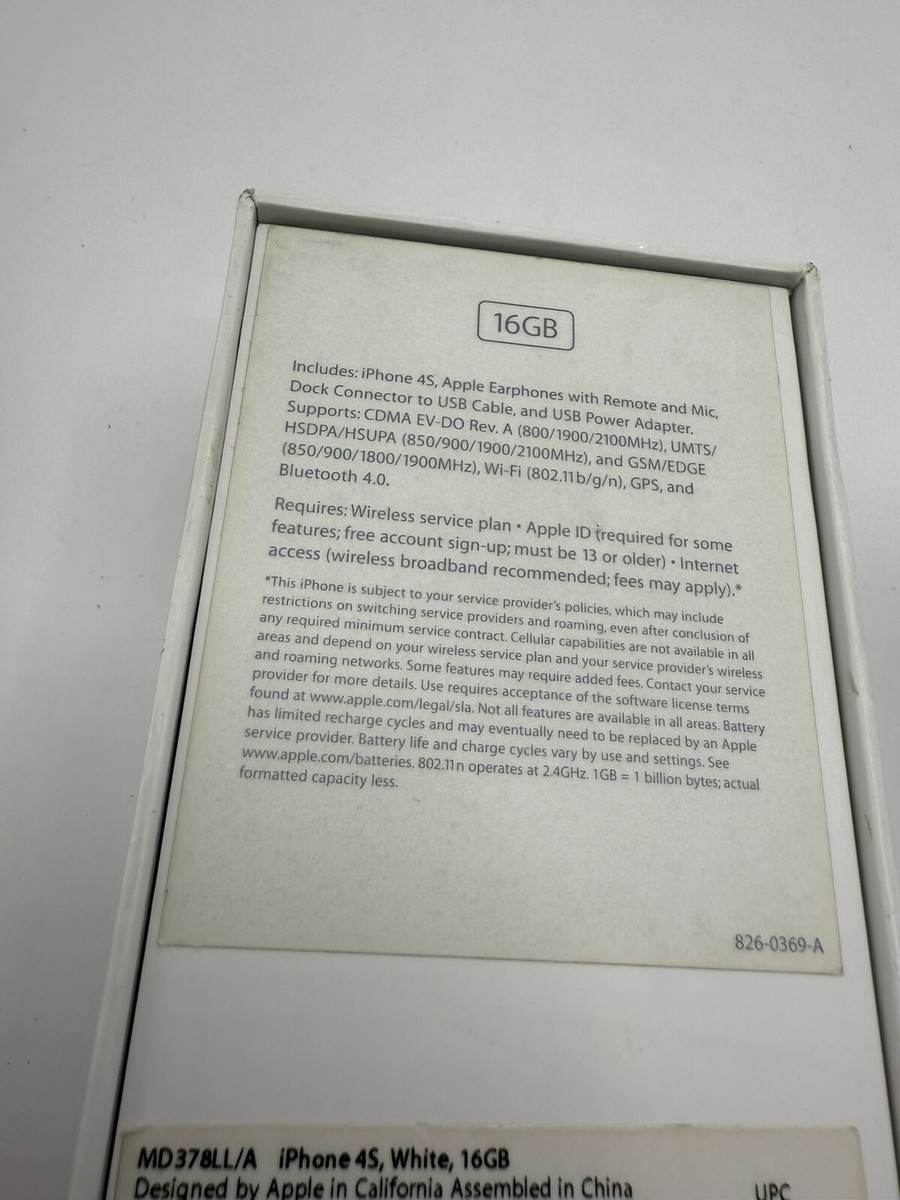 16GB
Includes: iPhone 4S, Apple Earphones with Remote and Mic,
Dock Connector to USB Cable, and USB Power Adapter.
Supports: CDMA EV-DO Rev. A (800/1900/2100MHz), UMTS/
HSDPA/HSUPA (850/900/1900/2100MHz), and GSM/EDGE
(850/900/1800/1900MHz), Wi-Fi (802.11b/g/n), GPS, and
Bluetooth 4.0.
Requires: Wireless service plan • Apple ID (required for some
features; free account sign-up; must be 13 or older) • Internet
access (wireless broadband recommended; fees may apply).*
*This iPhone is subject to your service provider's policies, which may include
restrictions on switching service providers and roaming, even after conclusion of
any required minimum service contract. Cellular capabilities are not available in all
areas and depend on your wireless service plan and your service provider's wireless
and roaming networks. Some features may require added fees. Contact your service
provider for more details. Use requires acceptance of the software license terms
found at www.apple.com/legal/sla. Not all features are available in all areas. Battery
has limited recharge cycles and may eventually need to be replaced by an Apple
service provider. Battery life and charge cycles vary by use and settings. See
www.apple.com/batteries. 802.11n operates at 2.4GHz. 1GB = 1 billion bytes; actual
formatted capacity less.
826-0369-A
MD378LL/A iPhone 4S, White, 16GB
Designed by Apple in California Assembled in China
UPC